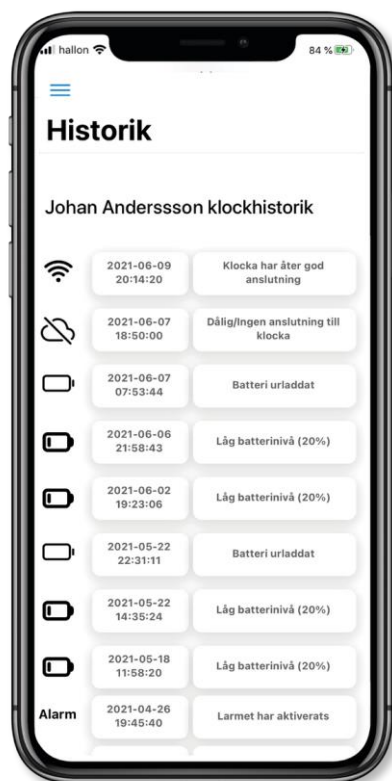 hallon
84 %
Historik
Johan Anderssson klockhistorik
2021-06-09
20:14:20
Klocka har åter god
anslutning
2021-06-07
18:50:00
Dålig/Ingen anslutning till
klocka
2021-06-07
07:53:44
Batteri urladdat
2021-06-06
21:58:43
Låg batterinivå (20%)
2021-06-02
19:23:06
Låg batterinivå (20%)
2021-05-22
22:31:11
Batteri urladdat
2021-05-22
14:35:24
Låg batterinivå (20%)
2021-05-18
11:58:20
Låg batterinivå (20%)
Alarm
2021-04-26
19:45:40
Larmet har aktiverats